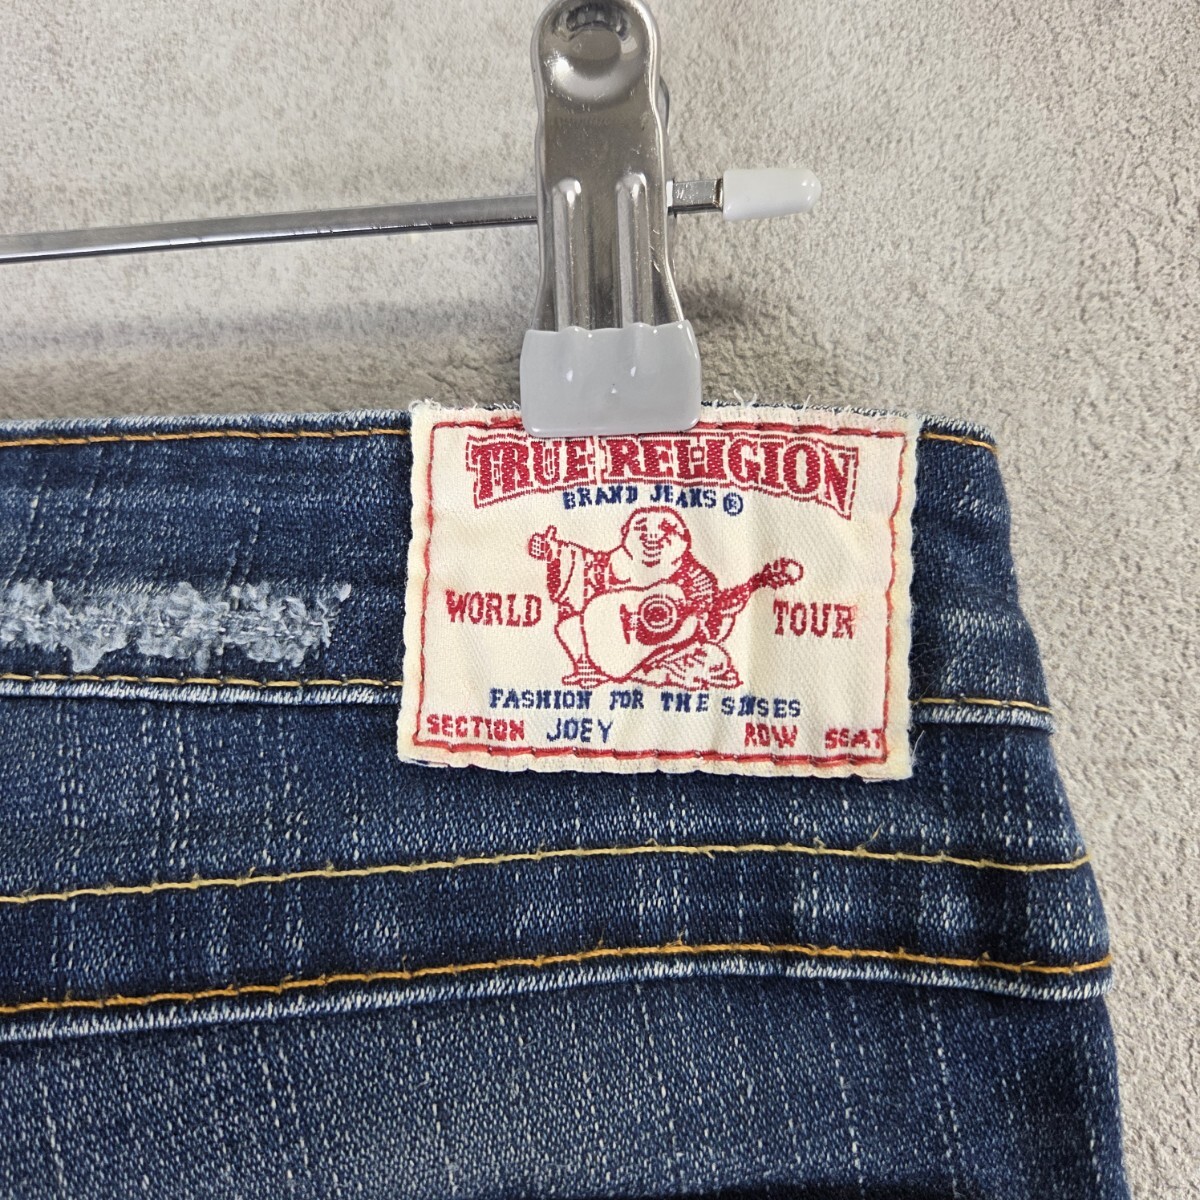 TRUE RELIGION
BRAND JEANS ®
WORLD TOUR
FASHION FOR THE SENSES
SECTION JOEY ROW SEAT